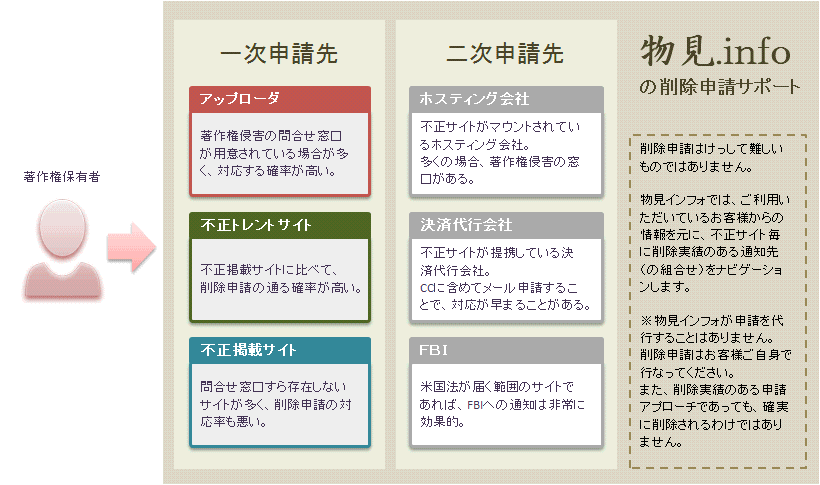 著作権保有者
一次申請先
アップローダ
著作権侵害の問合せ窓口
が用意されている場合が多
く、対応する確率が高い。
不正トレントサイト
不正掲載サイトに比べて、
削除申請の通る確率が高い。
不正掲載サイト
問合せ窓口すら存在しない
サイトが多く、削除申請の対
応率も悪い。
二次申請先
ホスティング会社
不正サイトがマウントされてい
るホスティング会社。
多くの場合、著作権侵害の窓
口がある。
決済代行会社
不正サイトが提携している決
済代行会社。
CCに含めてメール申請するこ
とで、対応が早まることがある。
FBI
米国法が届く範囲のサイトで
あれば、FBIへの通知は非常に
効果的。
物見.info
の削除申請サポート
削除申請はけっして難しい
ものではありません。
物見インフォでは、ご利用い
ただいているお客様からの
情報を元に、不正サイト毎
に削除実績のある通知先
（の組合せ）をナビゲーショ
ンします。
※物見インフォが申請を代
行することはありません。
削除申請はお客様ご自身で
行なってください。
また、削除実績のある申請
アプローチであっても、確実
に削除されるわけではあり
ません。